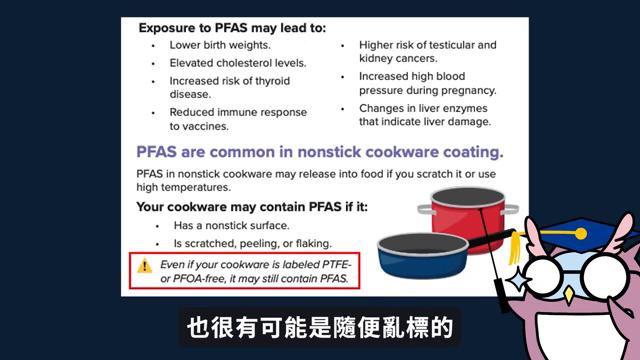 Exposure to PFAS may lead to:
• Lower birth weights.
• Elevated cholesterol levels.
• Increased risk of thyroid
disease.
• Reduced immune response
to vaccines.
• Higher risk of testicular and
kidney cancers.
• Increased high blood
pressure during pregnancy.
• Changes in liver enzymes
that indicate liver damage.
PFAS are common in nonstick cookware coating.
PFAS in nonstick cookware may release into food if you scratch it or use
high temperatures.
Your cookware may contain PFAS if it:
• Has a nonstick surface.
• Is scratched, peeling, or flaking.
Even if your cookware is labeled PTFE-
or PFOA-free, it may still contain PFAS.
也很有可能是隨便亂標的